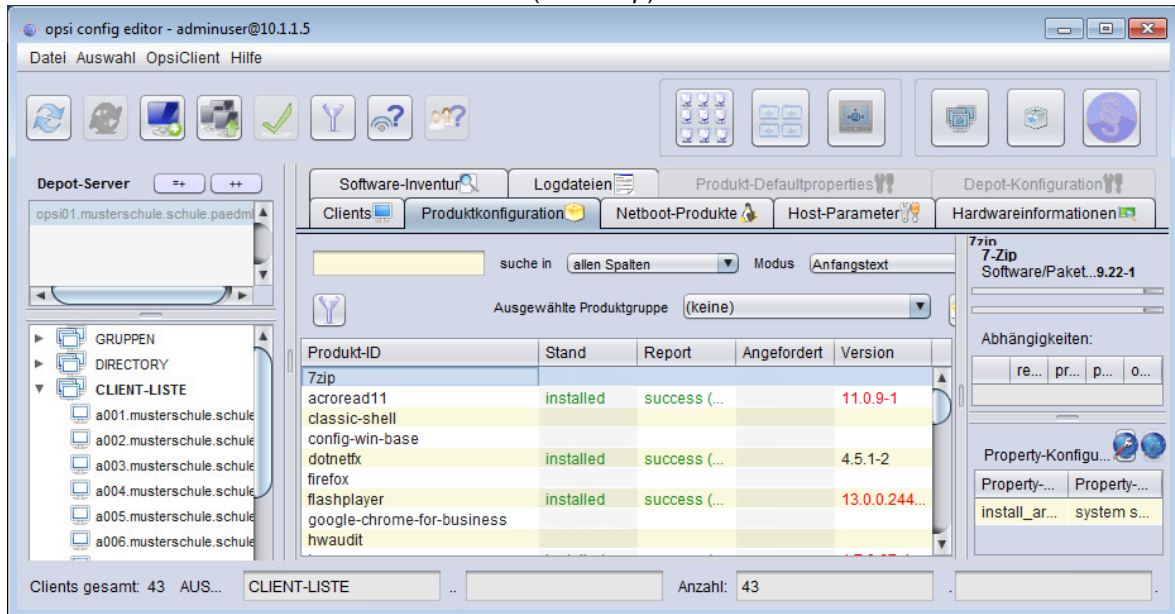 opsi config editor - adminuser@10.1.1.5
Datei Auswahl OpsiClient Hilfe
Depot-Server =+ ++
opsi01.musterschule.schule.paedml
Software-Inventur Logdateien Produkt-Defaultproperties Depot-Konfiguration
Clients Produktkonfiguration Netboot-Produkte Host-Parameter Hardwareinformationen
suche in allen Spalten Modus Anfangstext
Ausgewählte Produktgruppe (keine)
Produkt-ID Stand Report Angefordert Version
7zip
acroread11 installed success (... 11.0.9-1
classic-shell
config-win-base
dotnetfx installed success (... 4.5.1-2
firefox
flashplayer installed success (... 13.0.0.244...
google-chrome-for-business
hwaudit
GRUPPEN
DIRECTORY
CLIENT-LISTE
a001.musterschule.schule
a002.musterschule.schule
a003.musterschule.schule
a004.musterschule.schule
a005.musterschule.schule
a006.musterschule.schule
7zip
7-Zip
Software/Paket...9.22-1
Abhängigkeiten:
re... pr... p... o...
Property-Konfigu...
Property-... Property-...
install_ar... system s...
Clients gesamt: 43 AUS... CLIENT-LISTE .. Anzahl: 43 . .